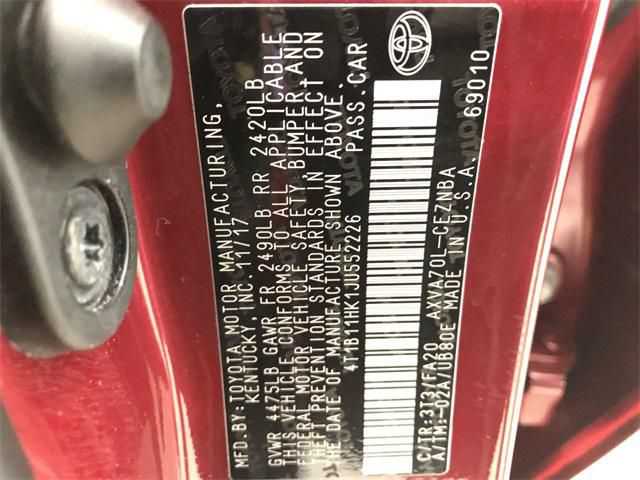 MFD. BY: TOYOTA MOTOR MANUFACTURING,
KENTUCKY, INC. 11/17
GVWR 4475LB GAWR FR 2490LB RR 2420LB
THIS VEHICLE CONFORMS TO ALL APPLICABLE
FEDERAL MOTOR VEHICLE SAFETY, BUMPER, AND
THEFT PREVENTION STANDARDS IN EFFECT ON
THE DATE OF MANUFACTURE SHOWN ABOVE.
4T1B11HK1JU552226 PASS. CAR
C/TR:3T3/FA20 AXVA70L-CEZNBA
A/TM:-02A/UB80E MADE IN U.S.A. 69010